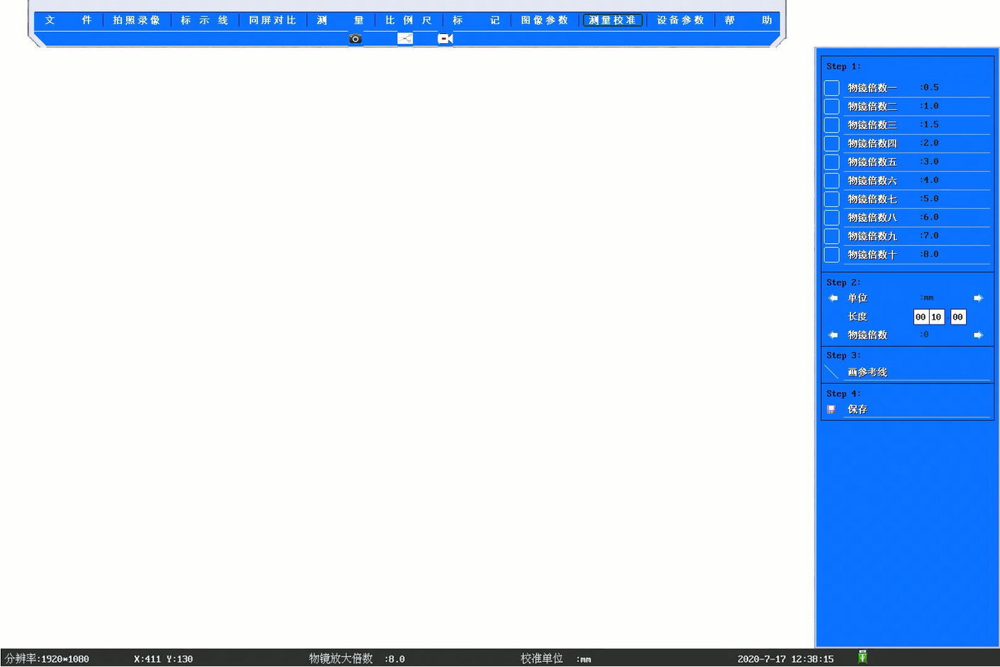 文件 拍照录像 标示线 同屏对比 测量 比例尺 标记 图像参数 测量校准 设备参数 帮助
Step 1:
物镜倍数一 :0.5
物镜倍数二 :1.0
物镜倍数三 :1.5
物镜倍数四 :2.0
物镜倍数五 :3.0
物镜倍数六 :4.0
物镜倍数七 :5.0
物镜倍数八 :6.0
物镜倍数九 :7.0
物镜倍数十 :8.0
Step 2:
单位 :mm
长度 00 10 . 00
物镜倍数 :0
Step 3:
画参考线
Step 4:
保存
分辨率:1920*1080 X:411 Y:130 物镜放大倍数 :8.0 校准单位 :mm 2020-7-17 12:38:15